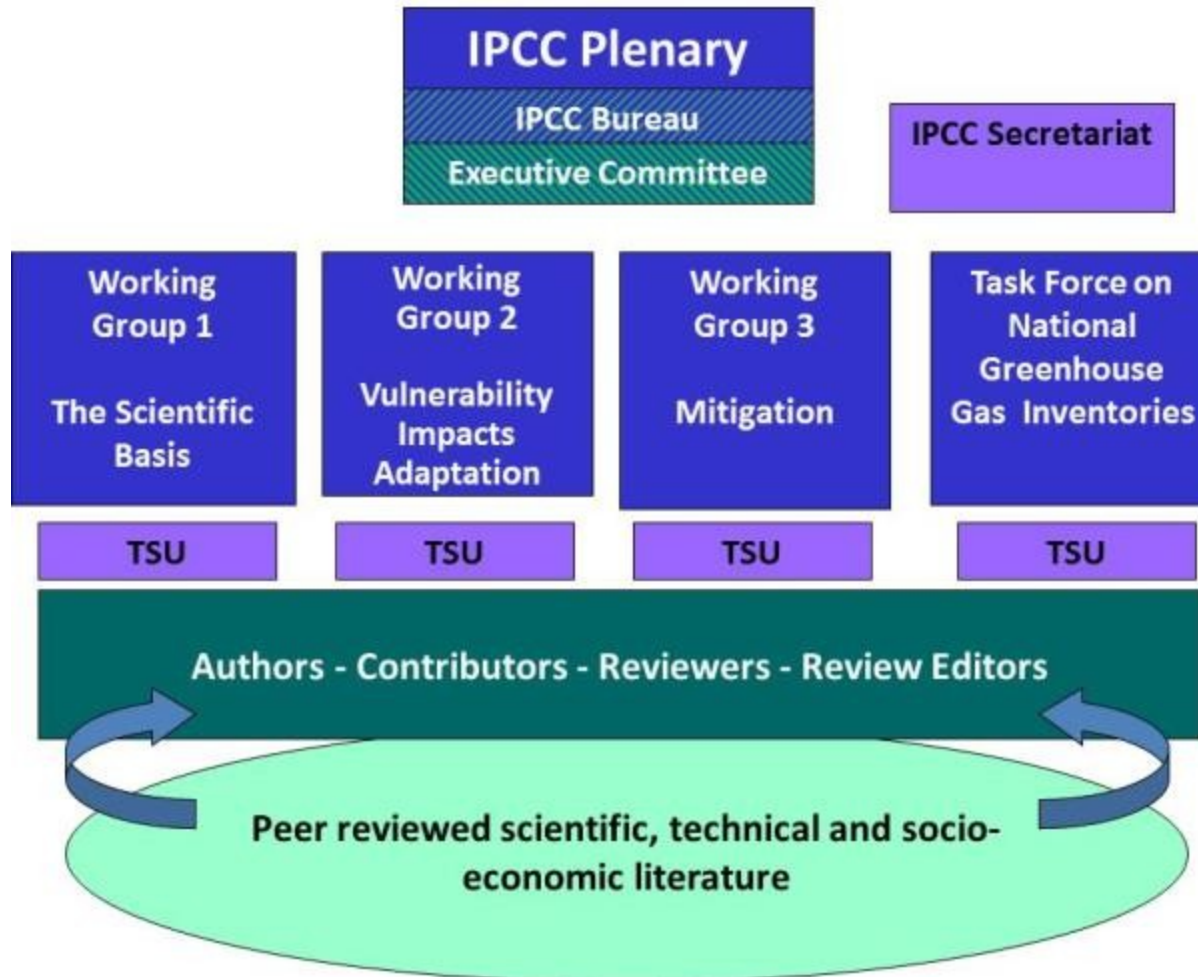 IPCC Plenary
IPCC Bureau
Executive Committee
IPCC Secretariat
Working
Group 1
The Scientific
Basis
Working
Group 2
Vulnerability
Impacts
Adaptation
Working
Group 3
Mitigation
Task Force on
National
Greenhouse
Gas Inventories
TSU
TSU
TSU
TSU
Authors - Contributors - Reviewers - Review Editors
Peer reviewed scientific, technical and socio-
economic literature